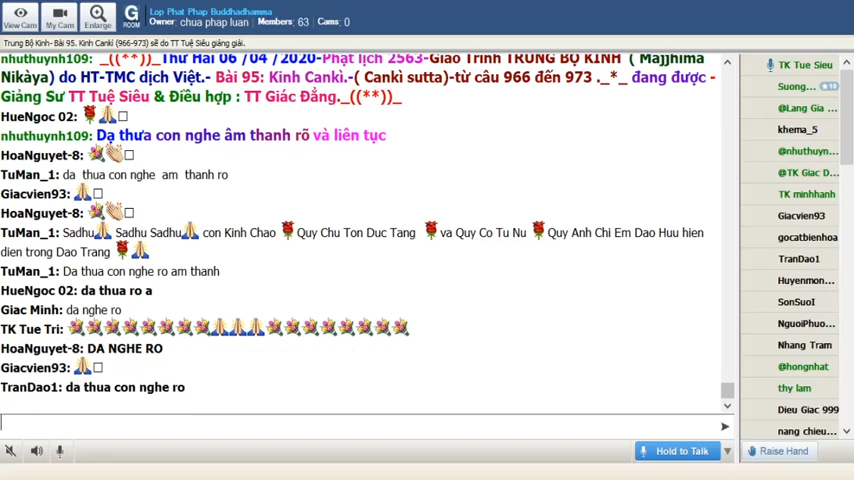 View Cam
My Cam
Enlarge
G
ROOM
Lop Phat Phap Buddhadhamma
Owner: chua phap luan Members: 63 Cams: 0
Trung Bộ Kinh- Bài 95. Kinh Cankì (966-973) sẽ do TT Tuệ Siêu giảng giải.
nhuthuynh109: _((**))_Thứ Hai 06 /04 /2020-Phật lịch 2563-Giáo Trình TRUNG BỘ KINH ( Majjhima
Nikàya) do HT-TMC dịch Việt.- Bài 95: Kinh Cankì.-( Cankì sutta)-từ câu 966 đến 973 ._*_ đang được -
Giảng Sư TT Tuệ Siêu & Điều hợp : TT Giác Đẳng._((**))_
HueNgoc 02:
nhuthuynh109: Dạ thưa con nghe âm thanh rõ và liên tục
HoaNguyet-8:
TuMan_1: da thua con nghe am thanh ro
Giacvien93:
HoaNguyet-8:
TuMan_1: Sadhu Sadhu Sadhu con Kinh Chao Quy Chu Ton Duc Tang va Quy Co Tu Nu Quy Anh Chi Em Dao Huu hien
dien trong Dao Trang
TuMan_1: Da thua con nghe ro am thanh
HueNgoc 02: da thua ro a
Giac Minh: da nghe ro
TK Tue Tri:
HoaNguyet-8: DA NGHE RO
Giacvien93:
TranDao1: da thua con nghe ro
Hold to Talk
TK Tue Sieu
Suong... 10
@Lang Gia ...
khema_5
@nhuthuyn...
@TK Giac D...
TK minhhanh
Giacvien93
gocatbienhoa
TranDao1
Huyenmon...
SonSuoI
NguoiPhuo...
Nhang Tram
@hongnhat
thy lam
Dieu Giac 999
nang chieu...
Raise Hand